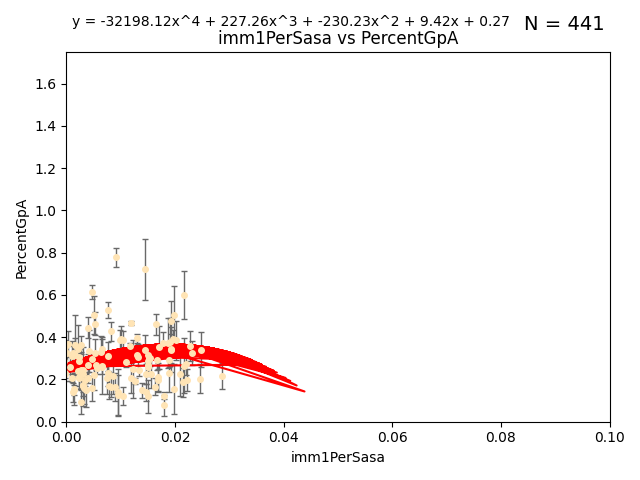 y = -32198.12x^4 + 227.26x^3 + -230.23x^2 + 9.42x + 0.27 N = 441
imm1PerSasa vs PercentGpA
1.6
1.4
1.2
1.0
0.8
0.6
0.4
0.2
0.0
PercentGpA
0.00 0.02 0.04 0.06 0.08 0.10
imm1PerSasa